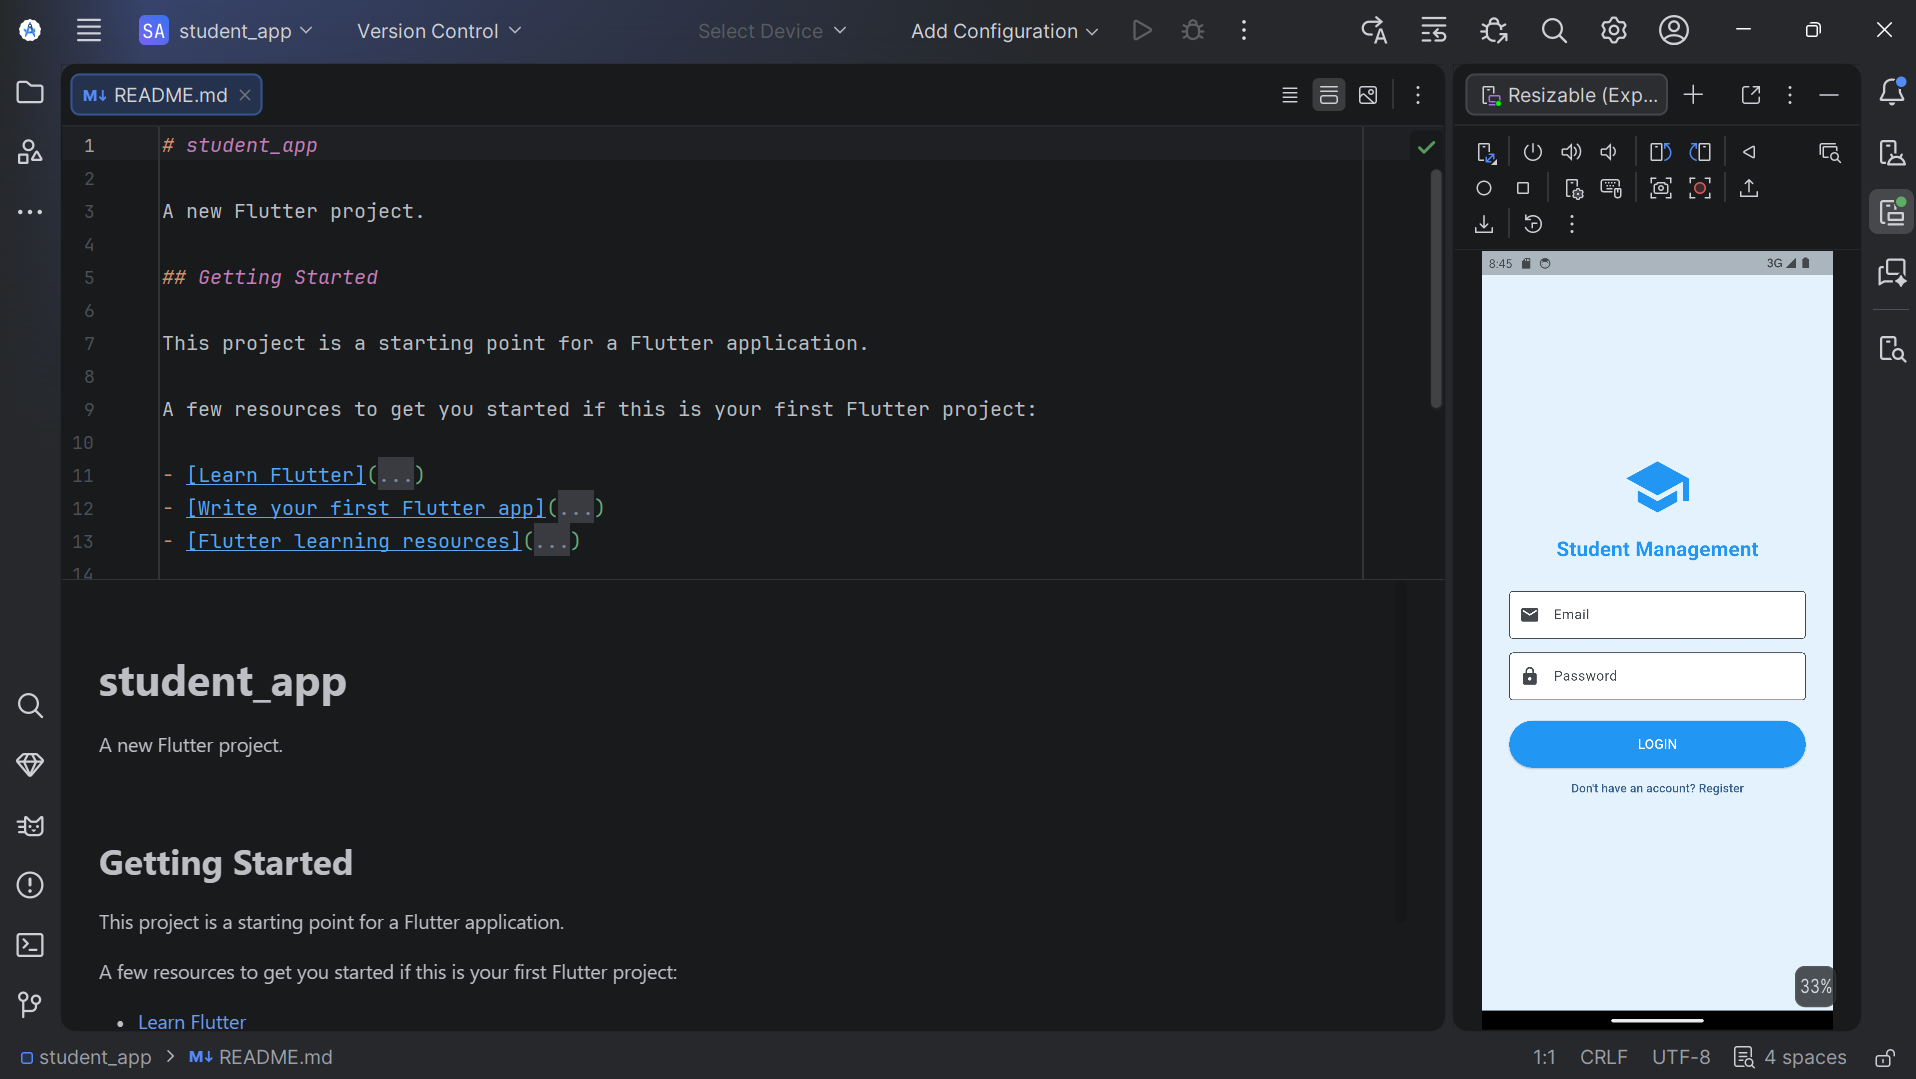 SA student_app Version Control Select Device Add Configuration
M↓ README.md
Resizable (Exp...
1 # student_app
2
3 A new Flutter project.
4
5 ## Getting Started
6
7 This project is a starting point for a Flutter application.
8
9 A few resources to get you started if this is your first Flutter project:
10
11 - [Learn Flutter](...)
12 - [Write your first Flutter app](...)
13 - [Flutter learning resources](...)
14
student_app
A new Flutter project.
Getting Started
This project is a starting point for a Flutter application.
A few resources to get you started if this is your first Flutter project:
• Learn Flutter
8:45 3G
Student Management
Email
Password
LOGIN
Don't have an account? Register
33%
student_app > M↓ README.md
1:1 CRLF UTF-8 4 spaces